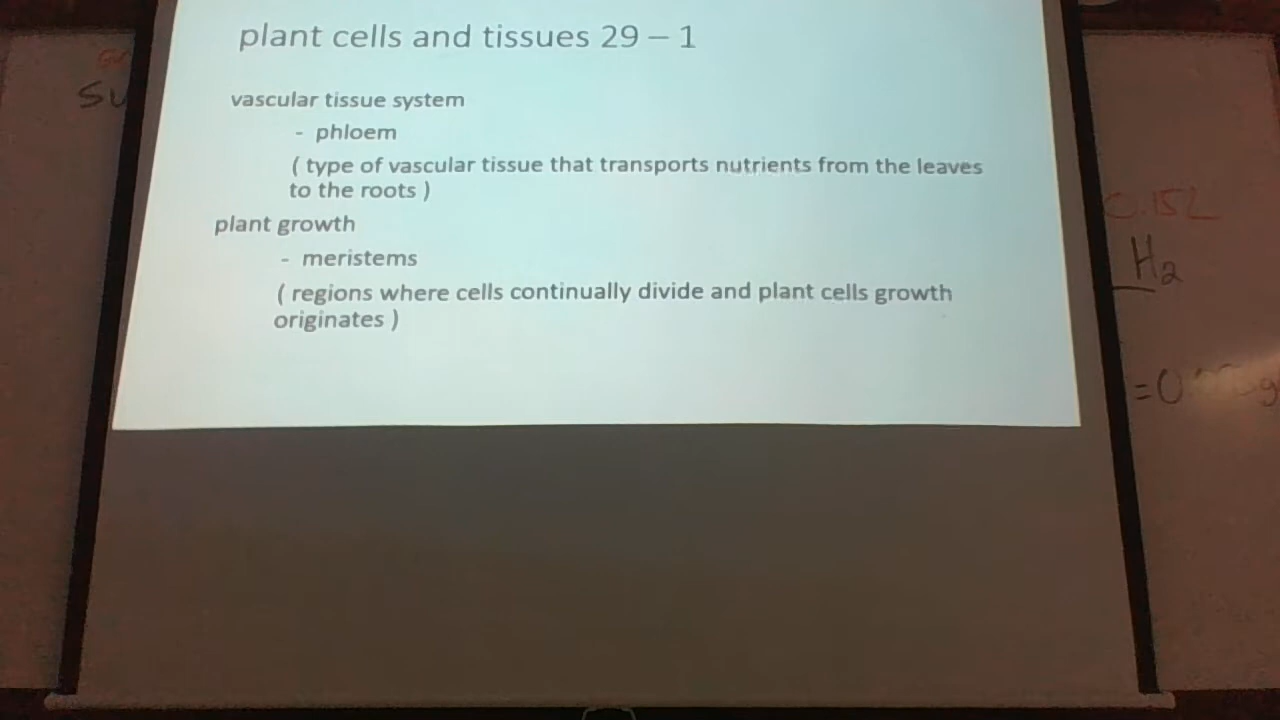 plant cells and tissues 29 – 1
vascular tissue system
- phloem
( type of vascular tissue that transports nutrients from the leaves
to the roots )
plant growth
- meristems
( regions where cells continually divide and plant cells growth
originates )
Su
0.15L
H₂